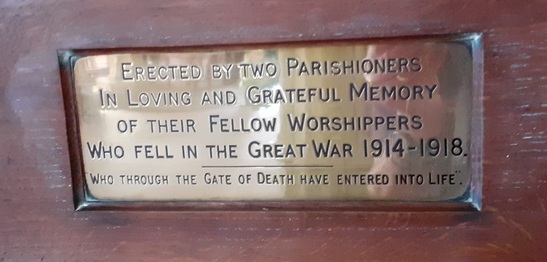 Erected by two Parishioners
In Loving and Grateful Memory
of their Fellow Worshippers
Who fell in the Great War 1914-1918.
"Who through the Gate of Death have entered into Life".